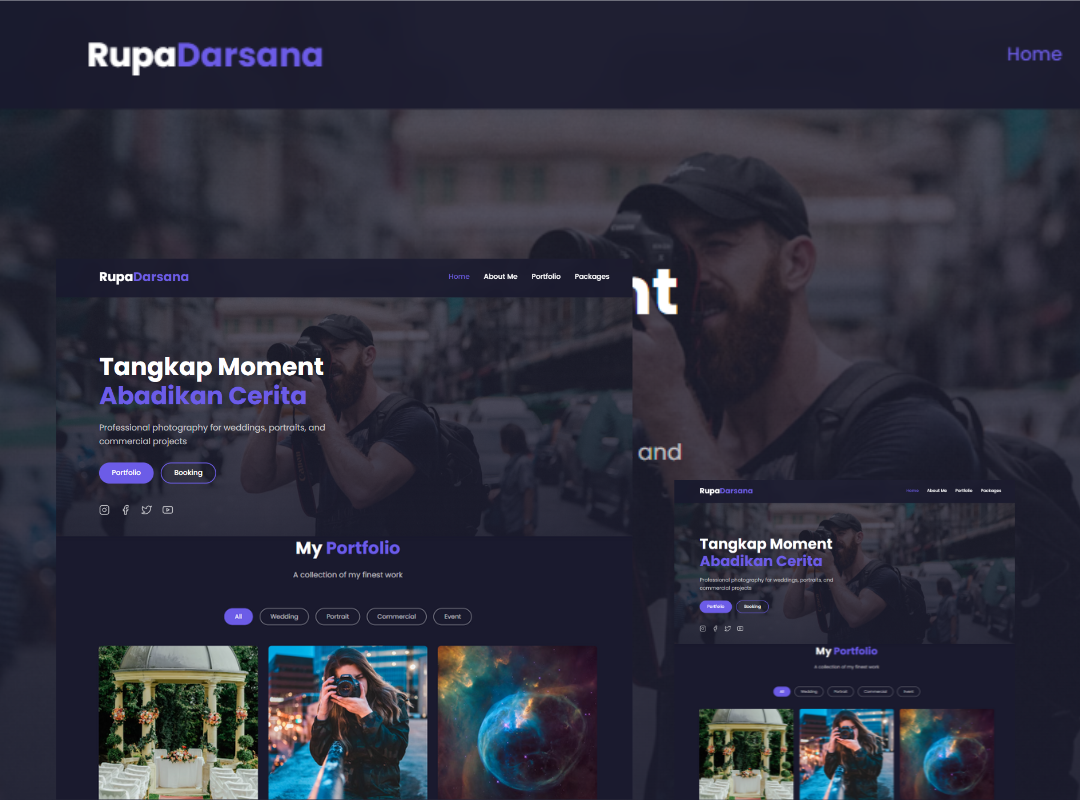 RupaDarsana
Home
nt
and
RupaDarsana
Home About Me Portfolio Packages
Tangkap Moment
Abadikan Cerita
Professional photography for weddings, portraits, and
commercial projects
Portfolio Booking
My Portfolio
A collection of my finest work
All Wedding Portrait Commercial Event
RupaDarsana
Home About Me Portfolio Packages
Tangkap Moment
Abadikan Cerita
Professional photography for weddings, portraits, and
commercial projects
Portfolio Booking
My Portfolio
A collection of my finest work
All Wedding Portrait Commercial Event